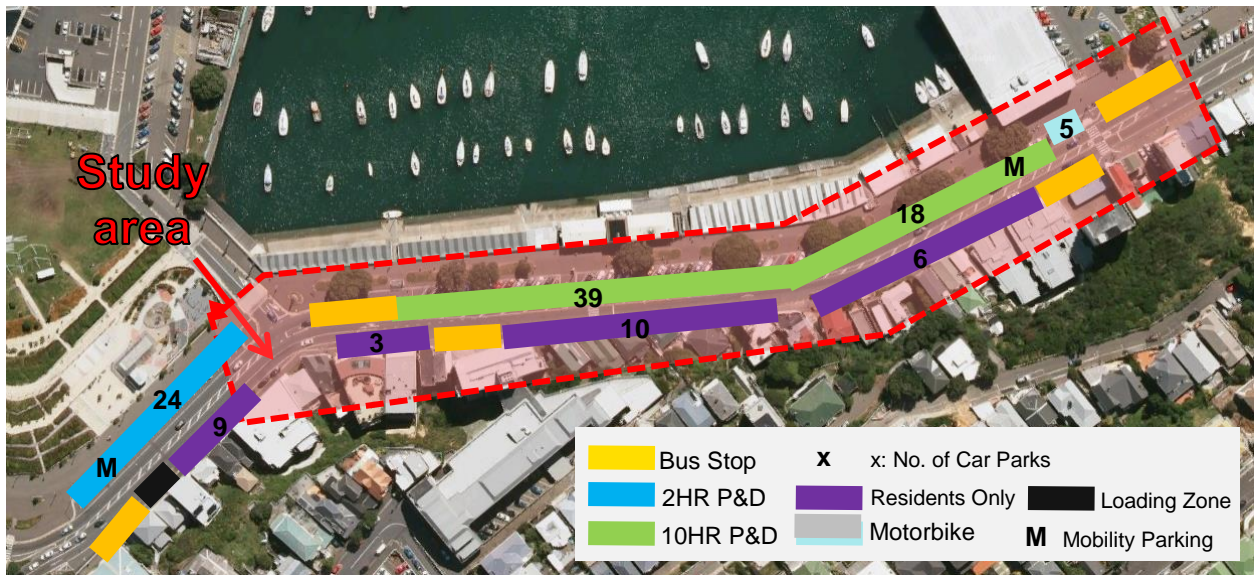 Study
area
5
M
18
6
39
10
3
24
9
M
Bus Stop
x x: No. of Car Parks
2HR P&D
Residents Only
Loading Zone
10HR P&D
Motorbike
M Mobility Parking